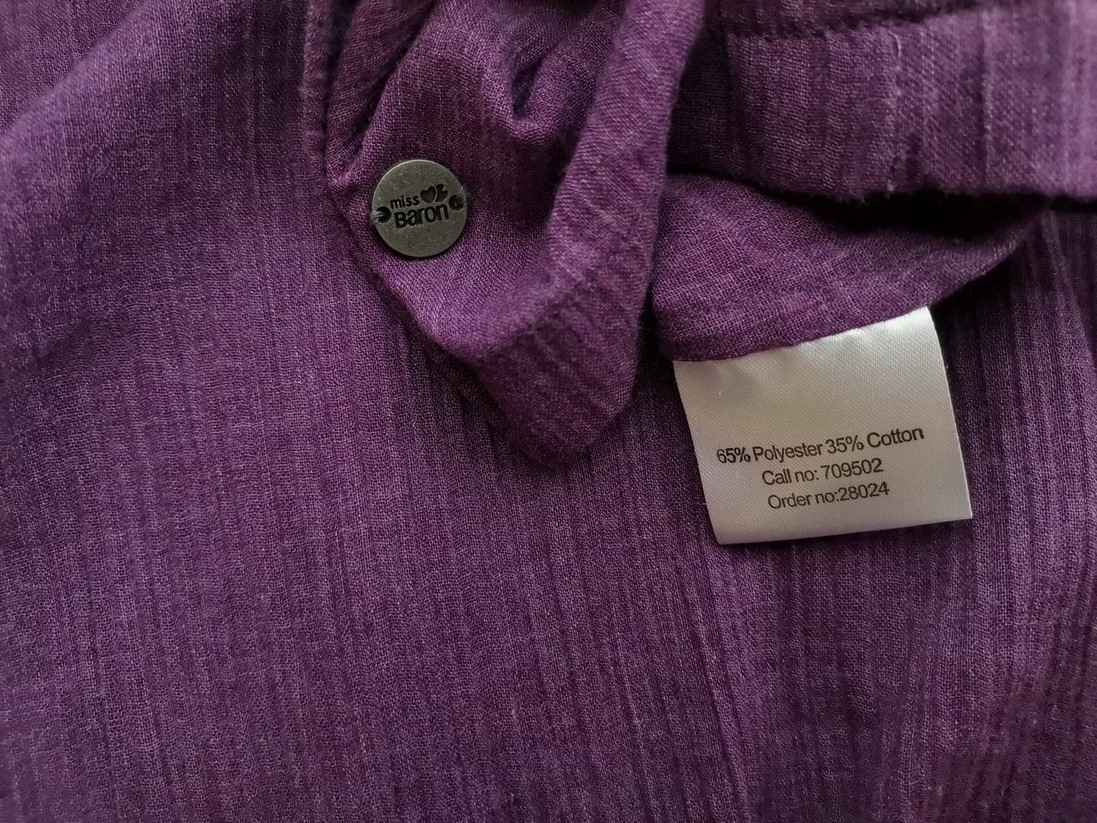 miss
BaRon
65% Polyester 35% Cotton
Call no: 709502
Order no:28024